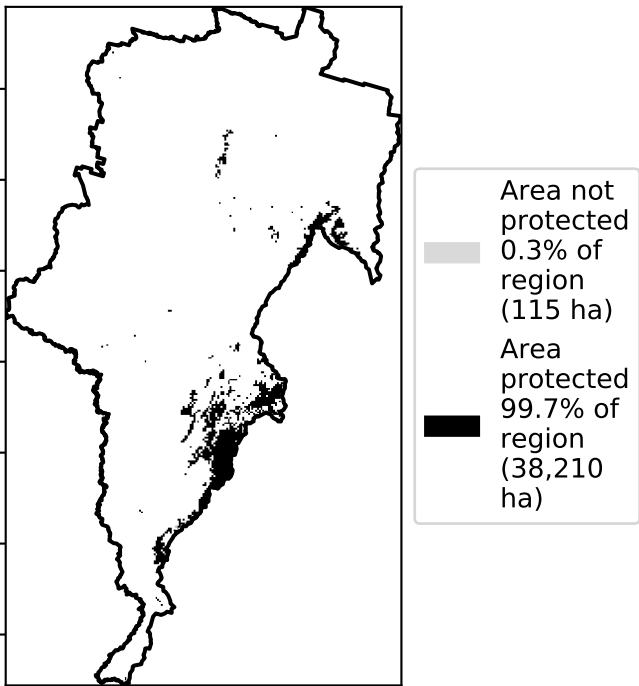 Area not
protected
0.3% of
region
(115 ha)
Area
protected
99.7% of
region
(38,210
ha)